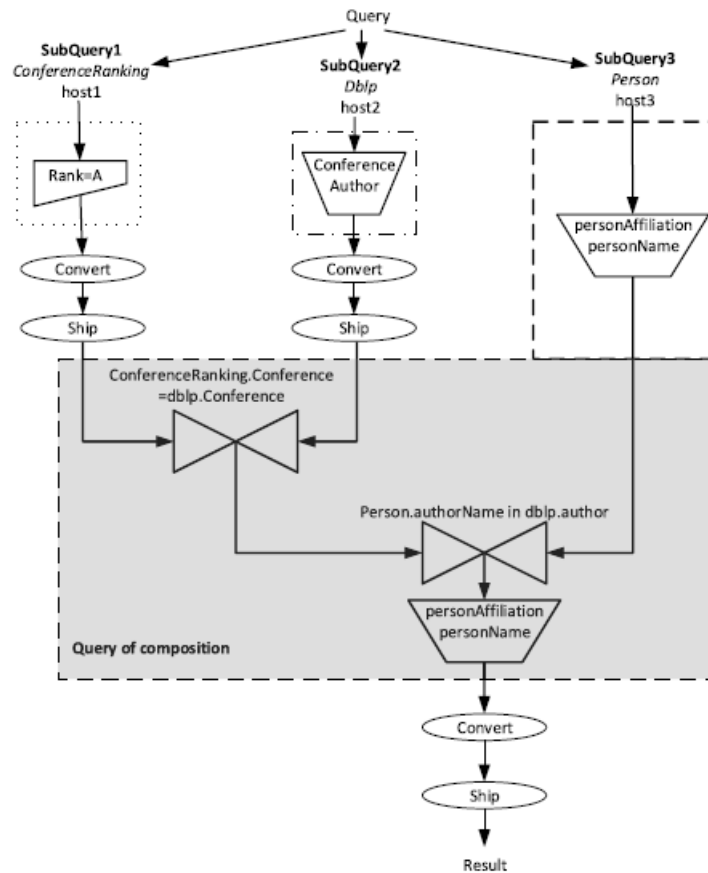 Query
SubQuery1
ConferenceRanking
host1
SubQuery2
Dblp
host2
SubQuery3
Person
host3
Rank=A
Conference
Author
personAffiliation
personName
Convert
Convert
Ship
Ship
ConferenceRanking.Conference
=dblp.Conference
Person.authorName in dblp.author
personAffiliation
personName
Query of composition
Convert
Ship
Result